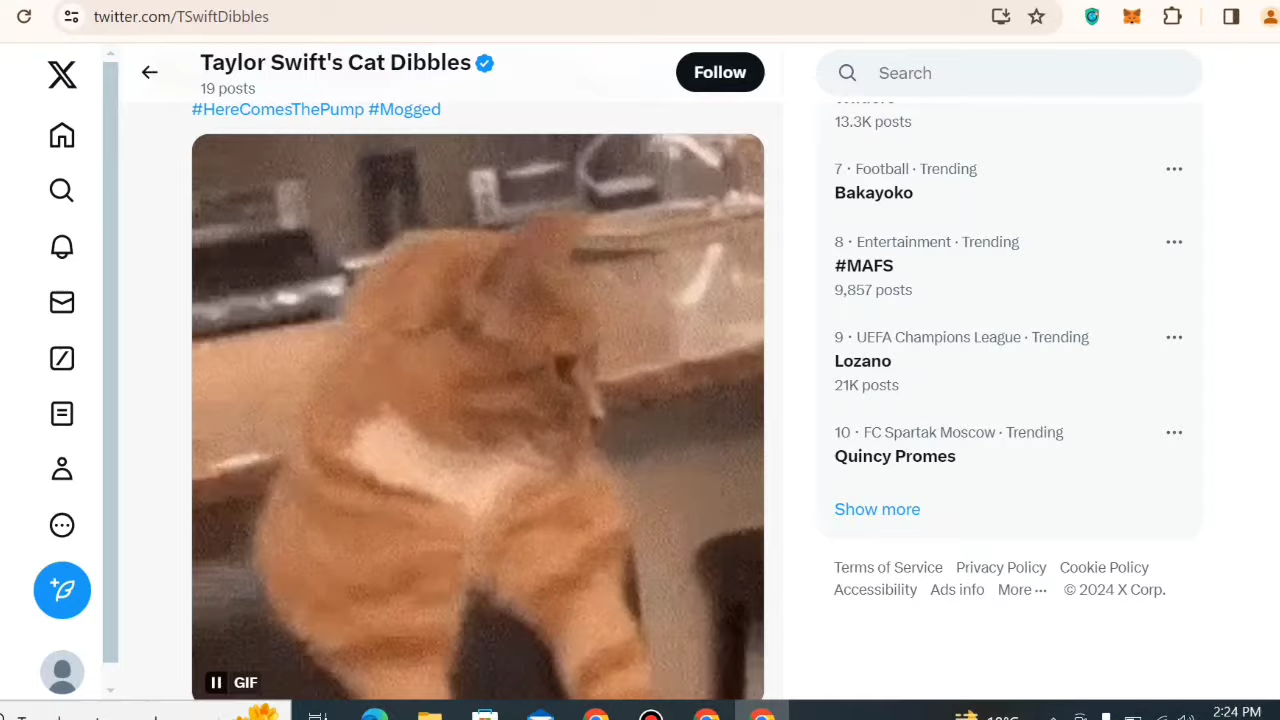 twitter.com/TSwiftDibbles
Taylor Swift's Cat Dibbles
19 posts
Follow
Search
#HereComesThePump #Mogged
13.3K posts
7 · Football · Trending
Bakayoko
8 · Entertainment · Trending
#MAFS
9,857 posts
9 · UEFA Champions League · Trending
Lozano
21K posts
10 · FC Spartak Moscow · Trending
Quincy Promes
Show more
Terms of Service Privacy Policy Cookie Policy
Accessibility Ads info More ··· © 2024 X Corp.
GIF
2:24 PM